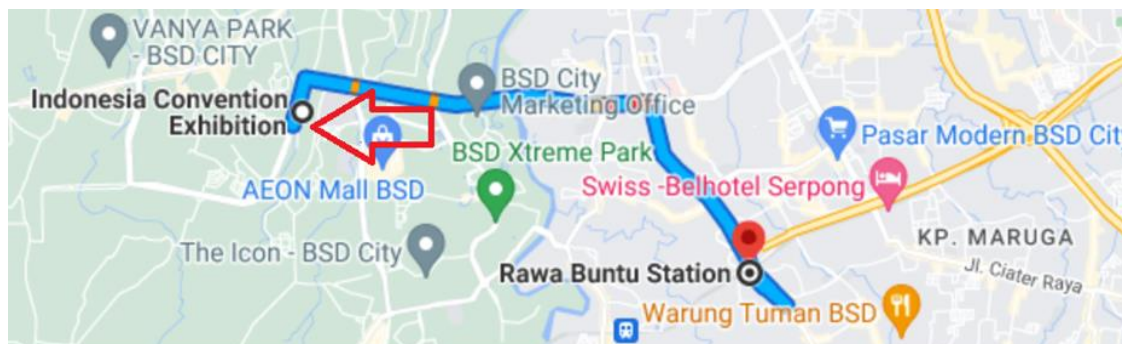 VANYA PARK
- BSD CITY
Indonesia Convention
Exhibition
BSD City
Marketing Office
AEON Mall BSD
BSD Xtreme Park
Pasar Modern BSD City
Swiss -Belhotel Serpong
The Icon - BSD City
KP. MARUGA
Rawa Buntu Station
Jl. Ciater Raya
Warung Tuman BSD